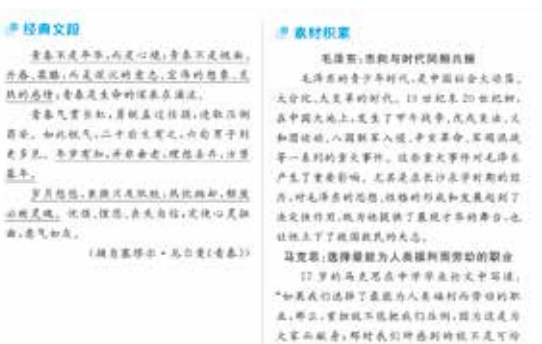 经典文段
青春不是年华,而是心境;青春不是桃面、
丹唇、柔膝,而是深沉的意志、宏伟的想象、炙
热的感情;青春是生命的深泉在涌流。
青春气贯长虹,勇锐盖过怯弱,进取压倒
苟安。如此锐气,二十后生有之,六旬男子则
更多见。年岁有加,并非垂老;理想丢弃,方堕
暮年。
岁月悠悠,衰微只及肌肤;热忱抛却,颓废
必致灵魂。忧烦、惶恐、丧失自信,定使心灵扭
曲,意气如灰。
(摘自塞缪尔·乌尔曼《青春》)
素材积累
毛泽东:志向与时代同频共振
毛泽东的青少年时代,是中国社会大动荡、
大分化、大变革的时代。19世纪末20世纪初,
在中国大地上,发生了甲午战争、戊戌变法、义
和团运动、八国联军入侵、辛亥革命、军阀混战
等一系列的重大事件。这些重大事件对毛泽东
产生了重要影响。尤其是在长沙求学时期的经
历,对毛泽东的思想、性格的形成和发展起到了
决定性作用,既为他提供了展现才华的舞台,也
让他立下了救国救民的大志。
马克思:选择最能为人类福利而劳动的职业
17岁的马克思在中学毕业论文中写道:
“如果我们选择了最能为人类福利而劳动的职
业,那么,重担就不能把我们压倒,因为这是为
大家而献身;那时我们所感到的就不是可怜